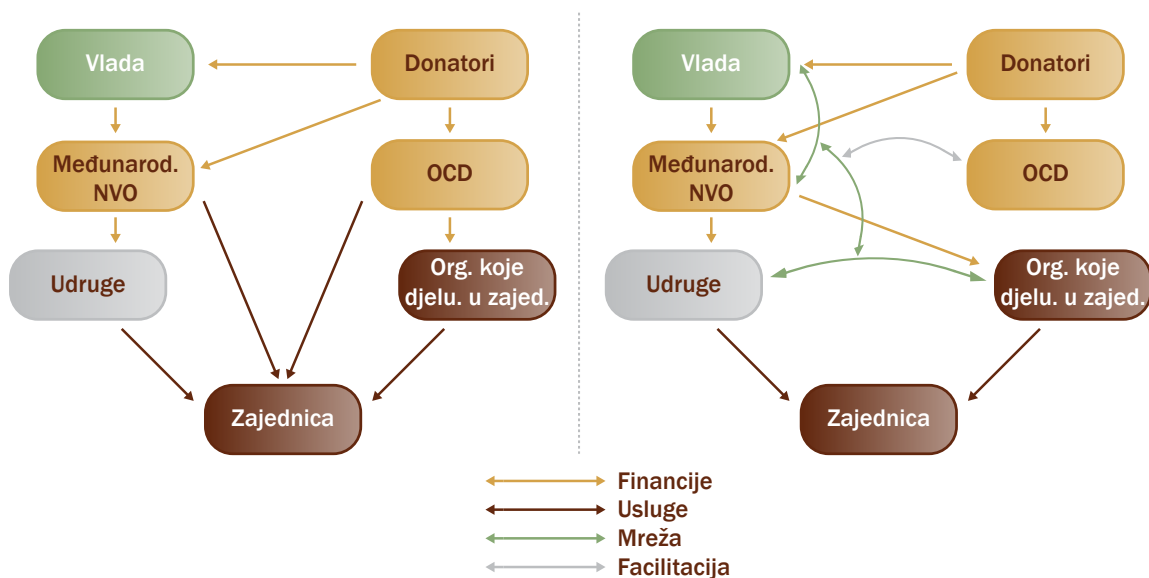 Vlada
Donatori
Međunarod.
NVO
OCD
Udruge
Org. koje
djelu. u zajed.
Zajednica
Vlada
Donatori
Međunarod.
NVO
OCD
Udruge
Org. koje
djelu. u zajed.
Zajednica
Financije
Usluge
Mreža
Facilitacija